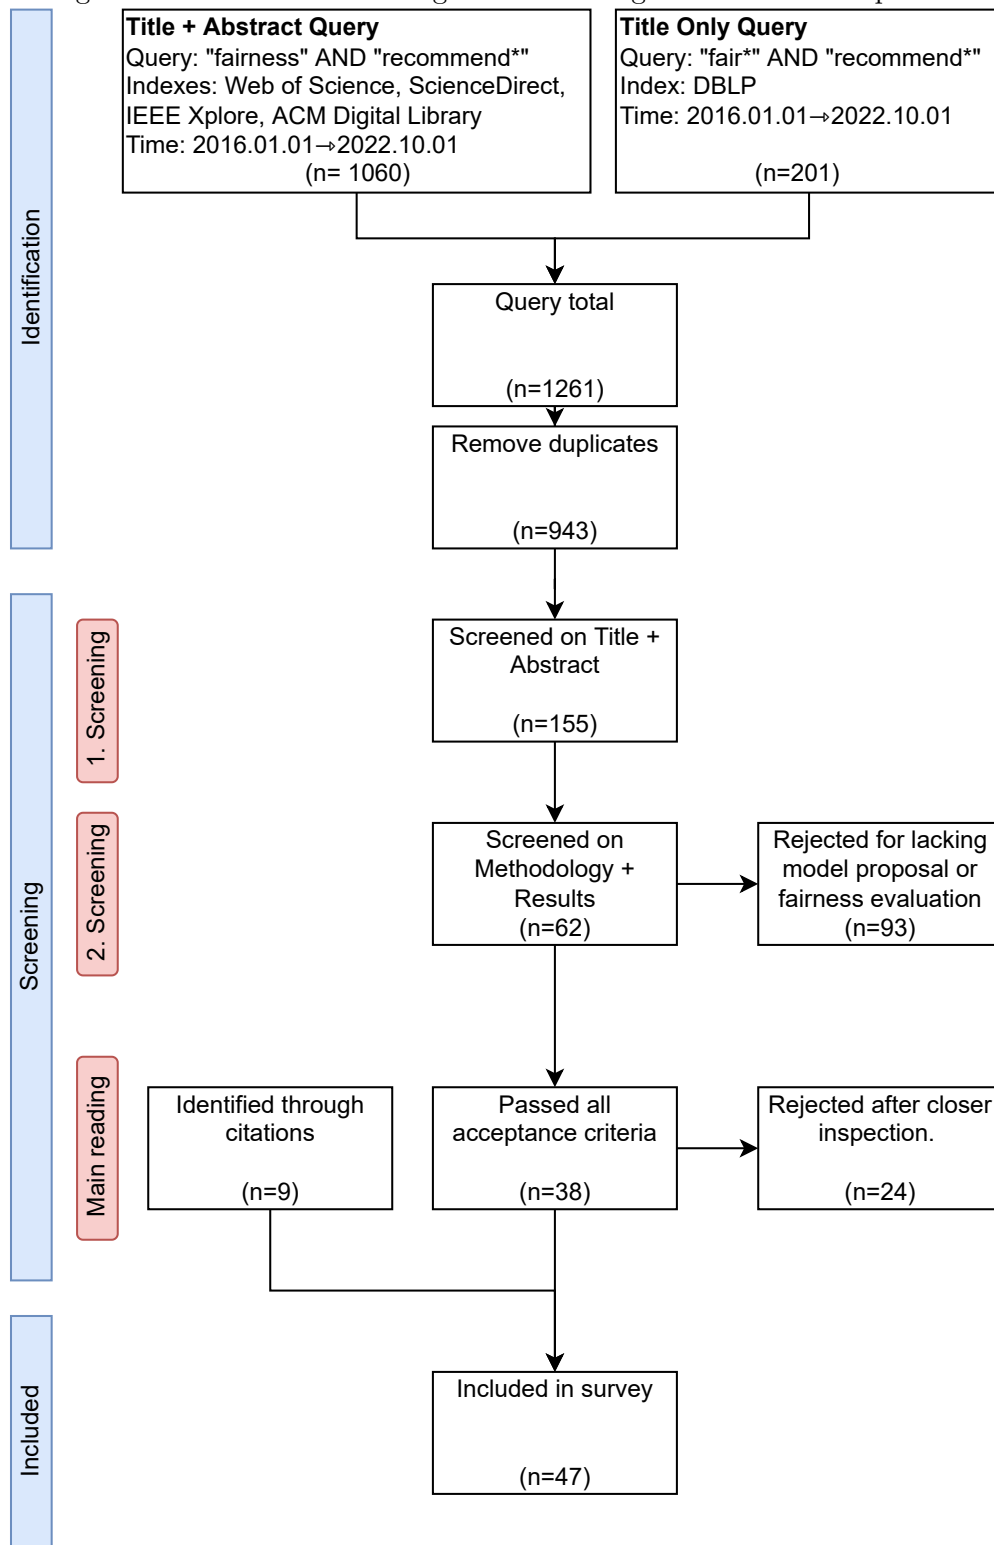 Title + Abstract Query
Query: "fairness" AND "recommend*"
Indexes: Web of Science, ScienceDirect,
IEEE Xplore, ACM Digital Library
Time: 2016.01.01→2022.10.01
(n= 1060)
Title Only Query
Query: "fair*" AND "recommend*"
Index: DBLP
Time: 2016.01.01→2022.10.01
(n=201)
Identification
Query total
(n=1261)
Remove duplicates
(n=943)
Screening
1. Screening
Screened on Title +
Abstract
(n=155)
2. Screening
Screened on
Methodology +
Results
(n=62)
Rejected for lacking
model proposal or
fairness evaluation
(n=93)
Main reading
Identified through
citations
(n=9)
Passed all
acceptance criteria
(n=38)
Rejected after closer
inspection.
(n=24)
Included
Included in survey
(n=47)